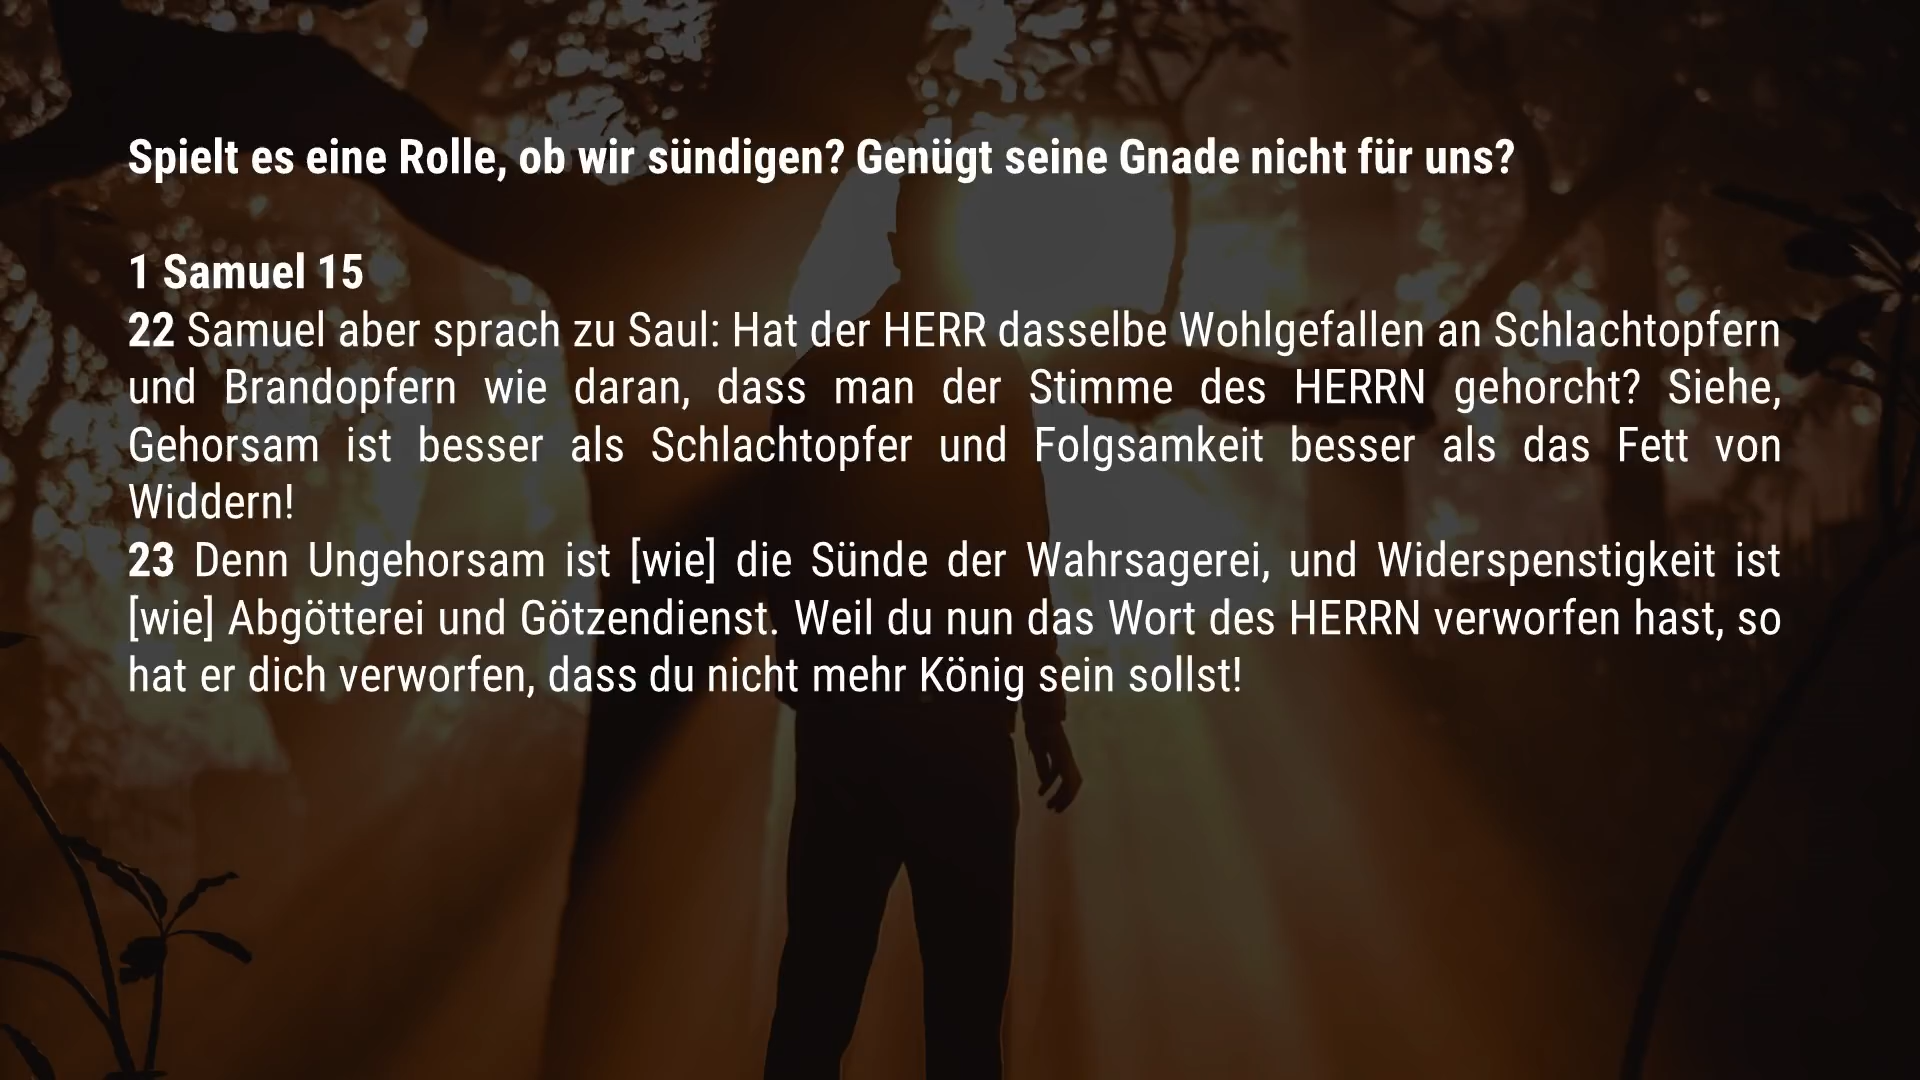 Spielt es eine Rolle, ob wir sündigen? Genügt seine Gnade nicht für uns?
1 Samuel 15
22 Samuel aber sprach zu Saul: Hat der HERR dasselbe Wohlgefallen an Schlachtopfern
und Brandopfern wie daran, dass man der Stimme des HERRN gehorcht? Siehe,
Gehorsam ist besser als Schlachtopfer und Folgsamkeit besser als das Fett von
Widdern!
23 Denn Ungehorsam ist [wie] die Sünde der Wahrsagerei, und Widerspenstigkeit ist
[wie] Abgötterei und Götzendienst. Weil du nun das Wort des HERRN verworfen hast, so
hat er dich verworfen, dass du nicht mehr König sein sollst!